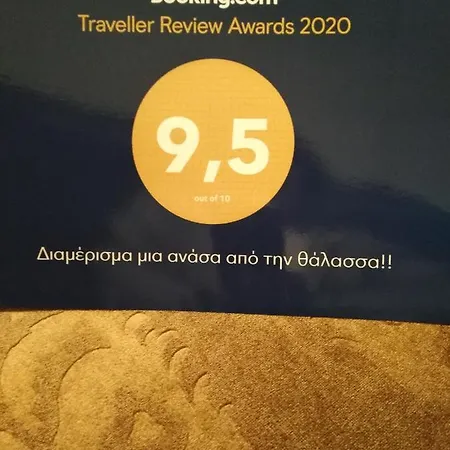 Booking.com
Traveller Review Awards 2020
9,5
out of 10
Διαμέρισμα μια ανάσα από την θάλασσα!!